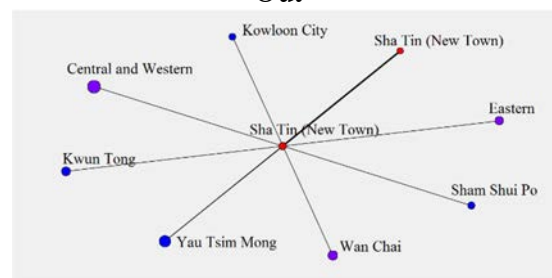 Kowloon City
Sha Tin (New Town)
Central and Western
Eastern
Sha Tin (New Town)
Kwun Tong
Sham Shui Po
Yau Tsim Mong
Wan Chai